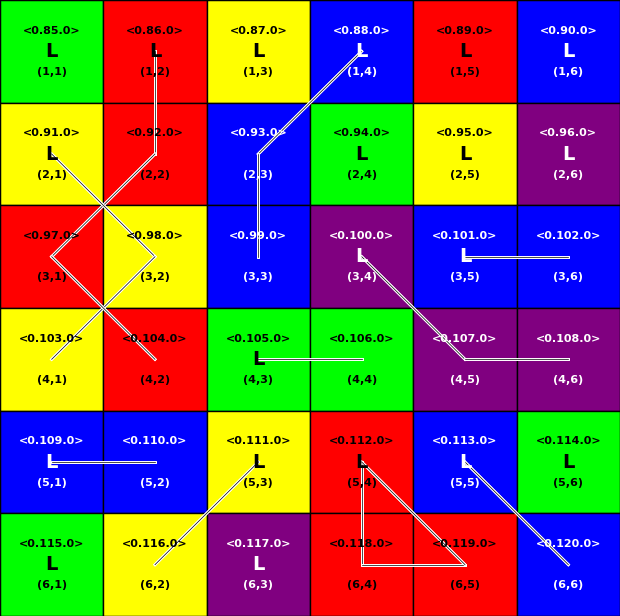 <0.85.0> <0.86.0> <0.87.0> <0.88.0> <0.89.0> <0.90.0>
L L L L L L
(1,1) (1,2) (1,3) (1,4) (1,5) (1,6)
<0.91.0> <0.92.0> <0.93.0> <0.94.0> <0.95.0> <0.96.0>
L L L L
(2,1) (2,2) (2,3) (2,4) (2,5) (2,6)
<0.97.0> <0.98.0> <0.99.0> <0.100.0> <0.101.0> <0.102.0>
L L
(3,1) (3,2) (3,3) (3,4) (3,5) (3,6)
<0.103.0> <0.104.0> <0.105.0> <0.106.0> <0.107.0> <0.108.0>
L
(4,1) (4,2) (4,3) (4,4) (4,5) (4,6)
<0.109.0> <0.110.0> <0.111.0> <0.112.0> <0.113.0> <0.114.0>
L L L L L
(5,1) (5,2) (5,3) (5,4) (5,5) (5,6)
<0.115.0> <0.116.0> <0.117.0> <0.118.0> <0.119.0> <0.120.0>
L L
(6,1) (6,2) (6,3) (6,4) (6,5) (6,6)